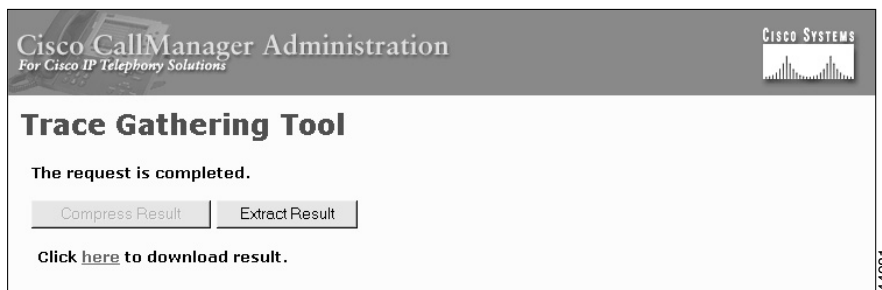 Cisco CallManager Administration
For Cisco IP Telephony Solutions
CISCO SYSTEMS
Trace Gathering Tool
The request is completed.
Compress Result
Extract Result
Click here to download result.